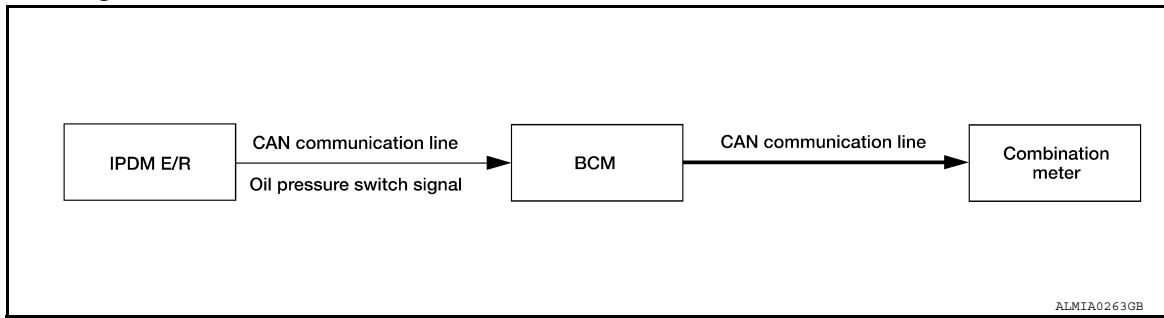 IPDM E/R
CAN communication line
Oil pressure switch signal
BCM
CAN communication line
Combination
meter
ALMIA0263GB